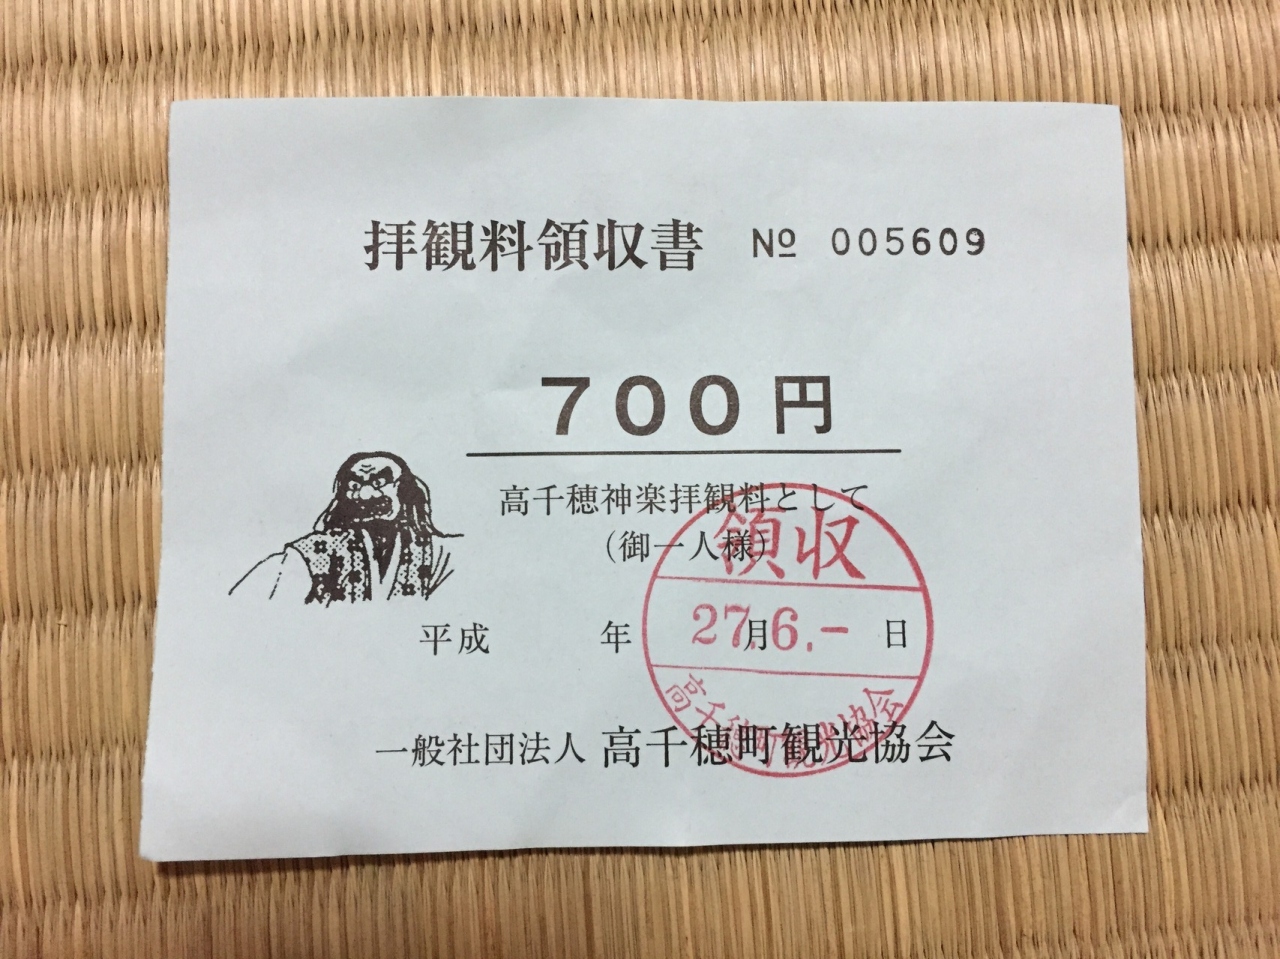 拝観料領収書 № 005609
700円
高千穂神楽拝観料として
(御一人様)
領収
平成 年 月 日
27.6.-
高千穂町観光協会
一般社団法人 高千穂町観光協会